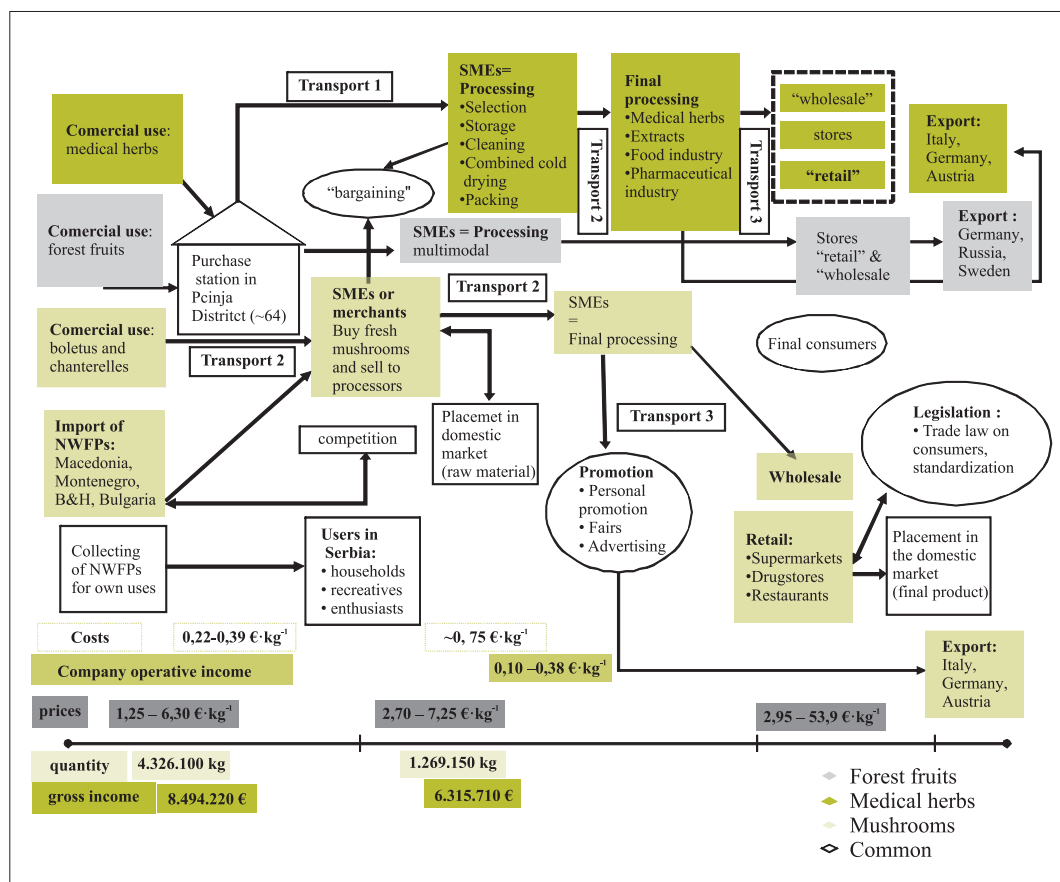 Comercial use:
medical herbs
Transport 1
SMEs=
Processing
•Selection
•Storage
•Cleaning
•Combined cold
drying
•Packing
Transport 2
Final
processing
•Medical herbs
•Extracts
•Food industry
•Pharmaceutical
industry
Transport 3
“wholesale”
stores
“retail”
Export:
Italy,
Germany,
Austria
“bargaining"
Comercial use:
forest fruits
Purchase
station in
Pcinja
Distritct (~64)
SMEs = Processing
multimodal
Stores
“retail” &
“wholesale
Export :
Germany,
Russia,
Sweden
Comercial use:
boletus and
chanterelles
Transport 2
SMEs or
merchants
Buy fresh
mushrooms
and sell to
processors
Transport 2
SMEs
=
Final processing
Final consumers
Import of
NWFPs:
Macedonia,
Montenegro,
B&H, Bulgaria
competition
Placemet in
domestic
market
(raw material)
Transport 3
Promotion
• Personal
promotion
• Fairs
• Advertising
Wholesale
Legislation :
• Trade law on
consumers,
standardization
Collecting
of NWFPs
for own uses
Users in
Serbia:
• households
• recreatives
• enthusiasts
Retail:
•Supermarkets
•Drugstores
•Restaurants
Placement in
the domestic
market
(final product)
Export:
Italy,
Germany,
Austria
Costs 0,22-0,39 €·kg⁻¹ ~0, 75 €·kg⁻¹
Company operative income 0,10 –0,38 €·kg⁻¹
prices 1,25 – 6,30 €·kg⁻¹ 2,70 – 7,25 €·kg⁻¹ 2,95 – 53,9 €·kg⁻¹
quantity 4.326.100 kg 1.269.150 kg
gross income 8.494.220 € 6.315.710 €
Forest fruits
Medical herbs
Mushrooms
Common